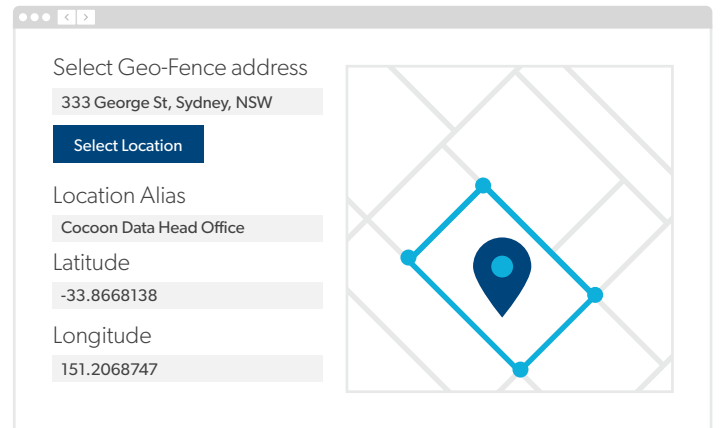 Select Geo-Fence address
333 George St, Sydney, NSW
Select Location
Location Alias
Cocoon Data Head Office
Latitude
-33.8668138
Longitude
151.2068747